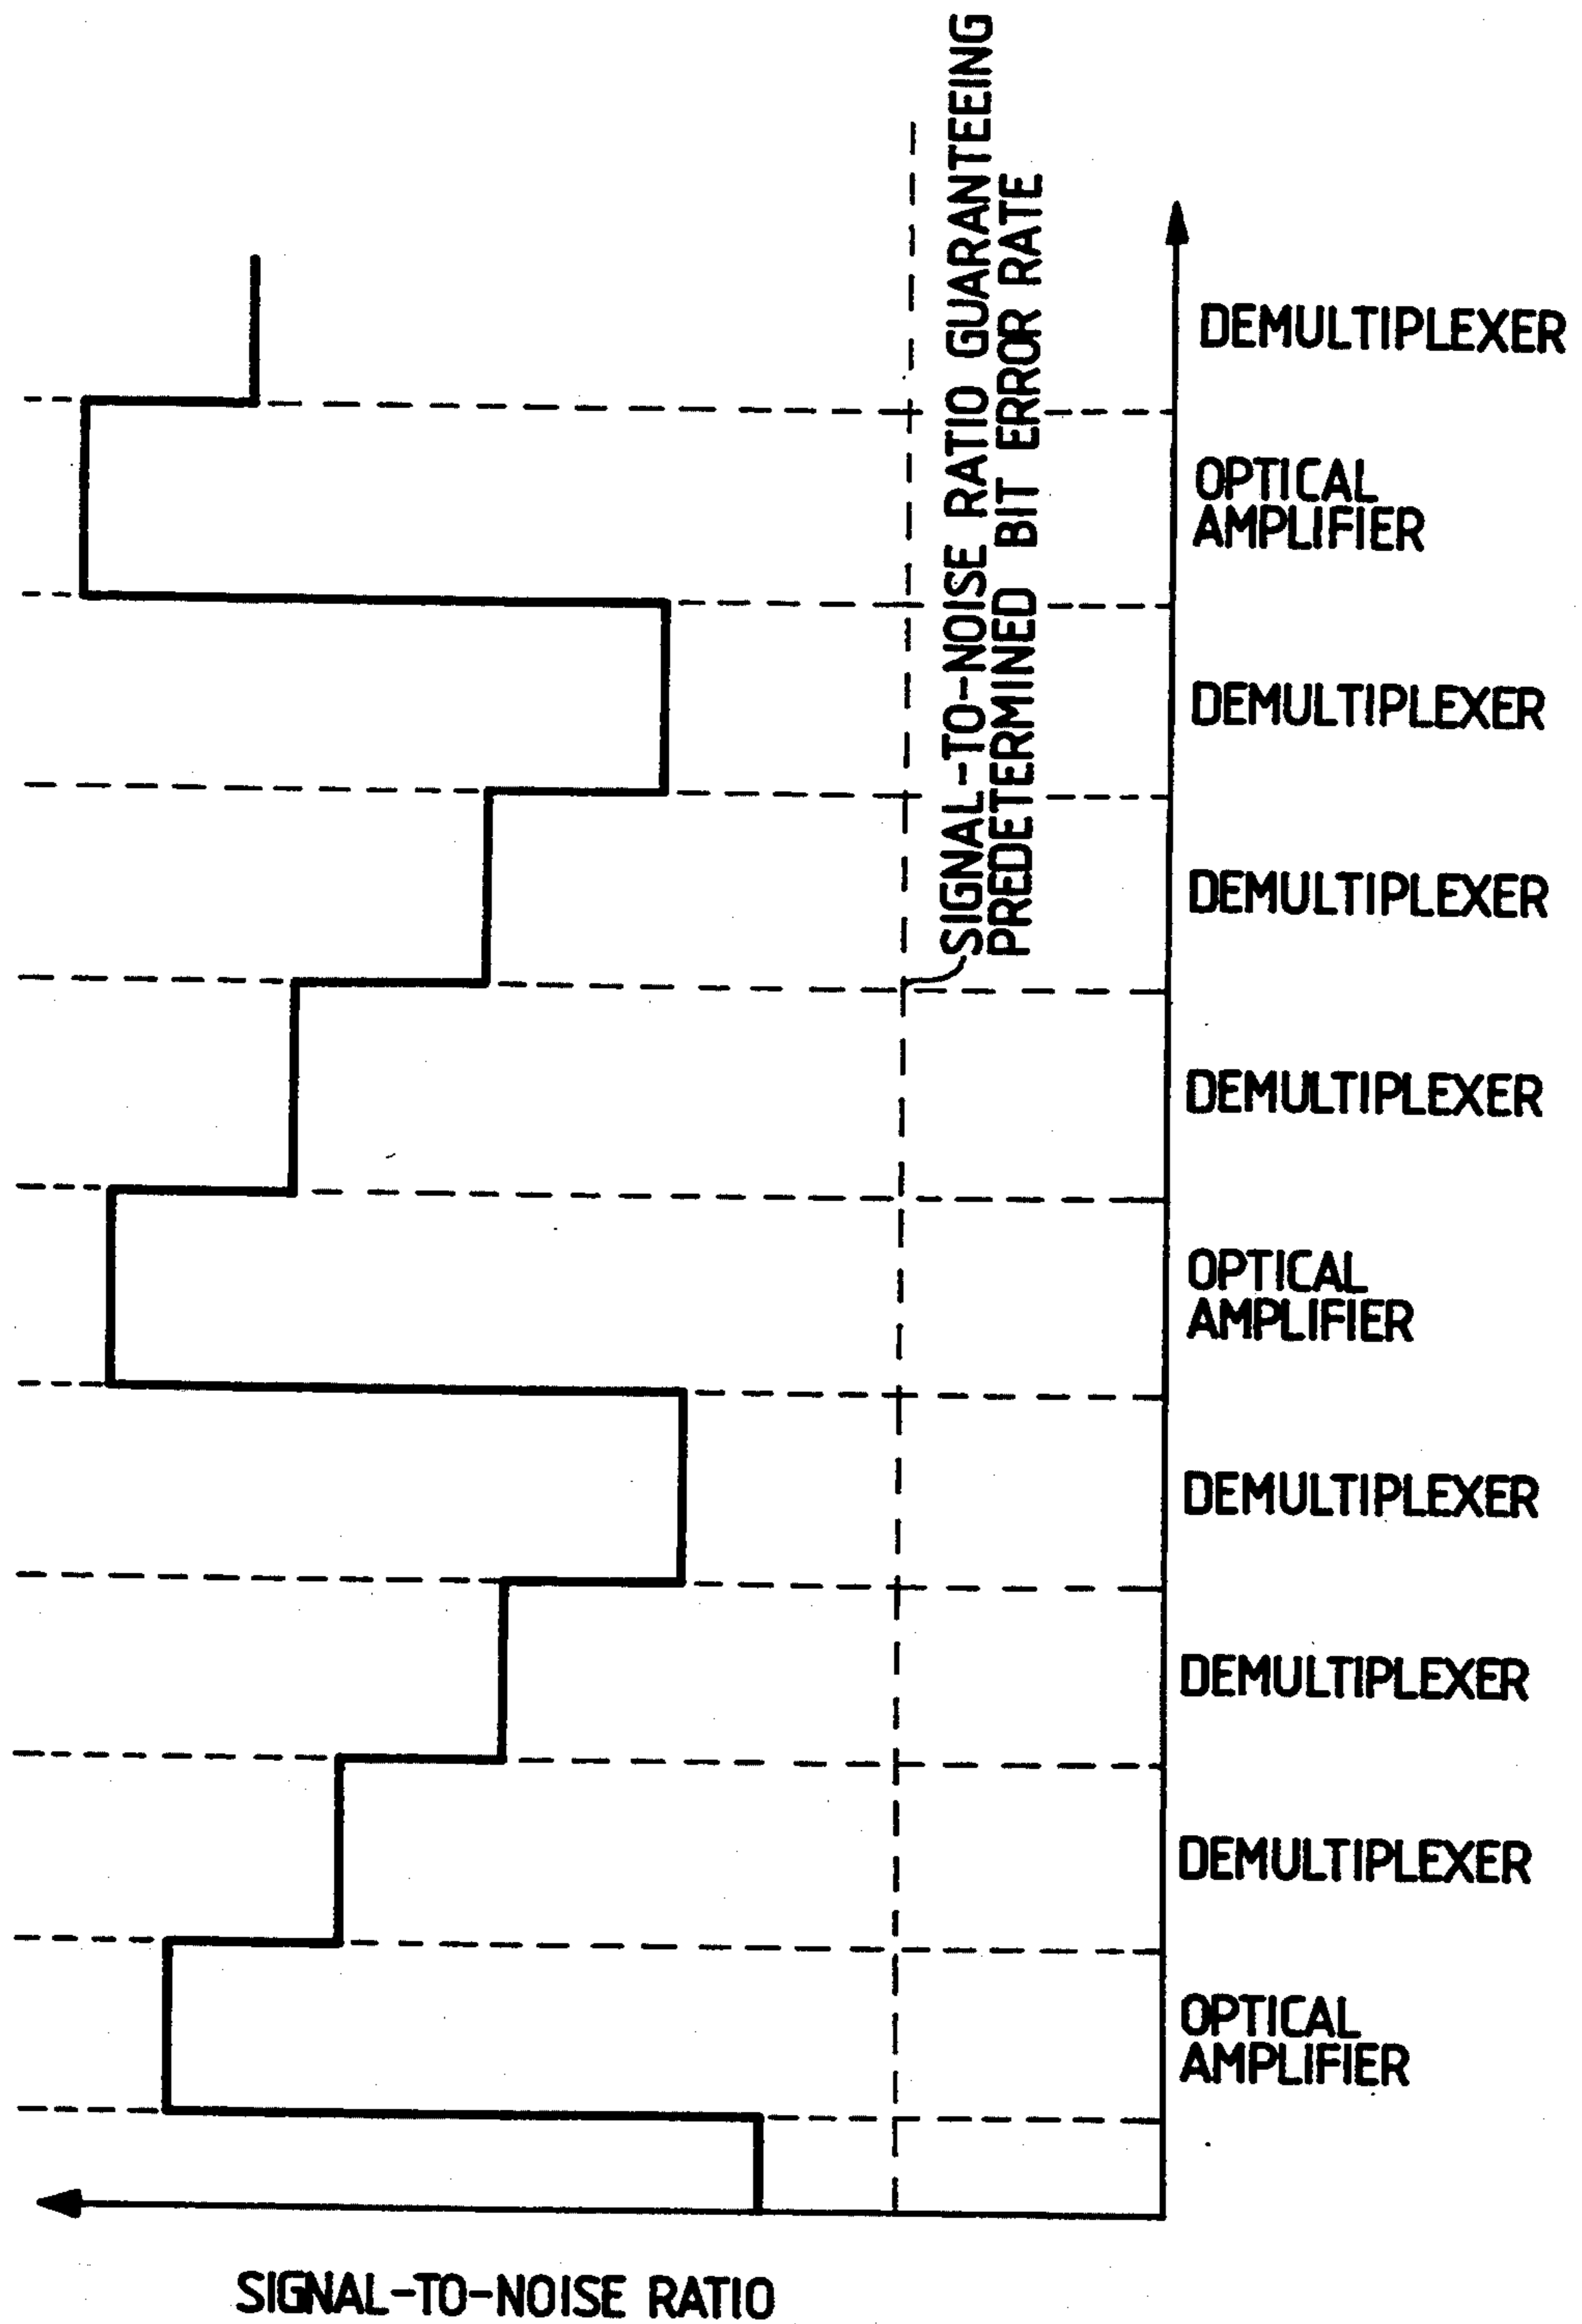 SIGNAL-TO-NOISE RATIO GUARANTEEING
PREDETERMINED BIT ERROR RATE
DEMULTIPLEXER
OPTICAL
AMPLIFIER
DEMULTIPLEXER
DEMULTIPLEXER
DEMULTIPLEXER
OPTICAL
AMPLIFIER
DEMULTIPLEXER
DEMULTIPLEXER
DEMULTIPLEXER
OPTICAL
AMPLIFIER
SIGNAL-TO-NOISE RATIO